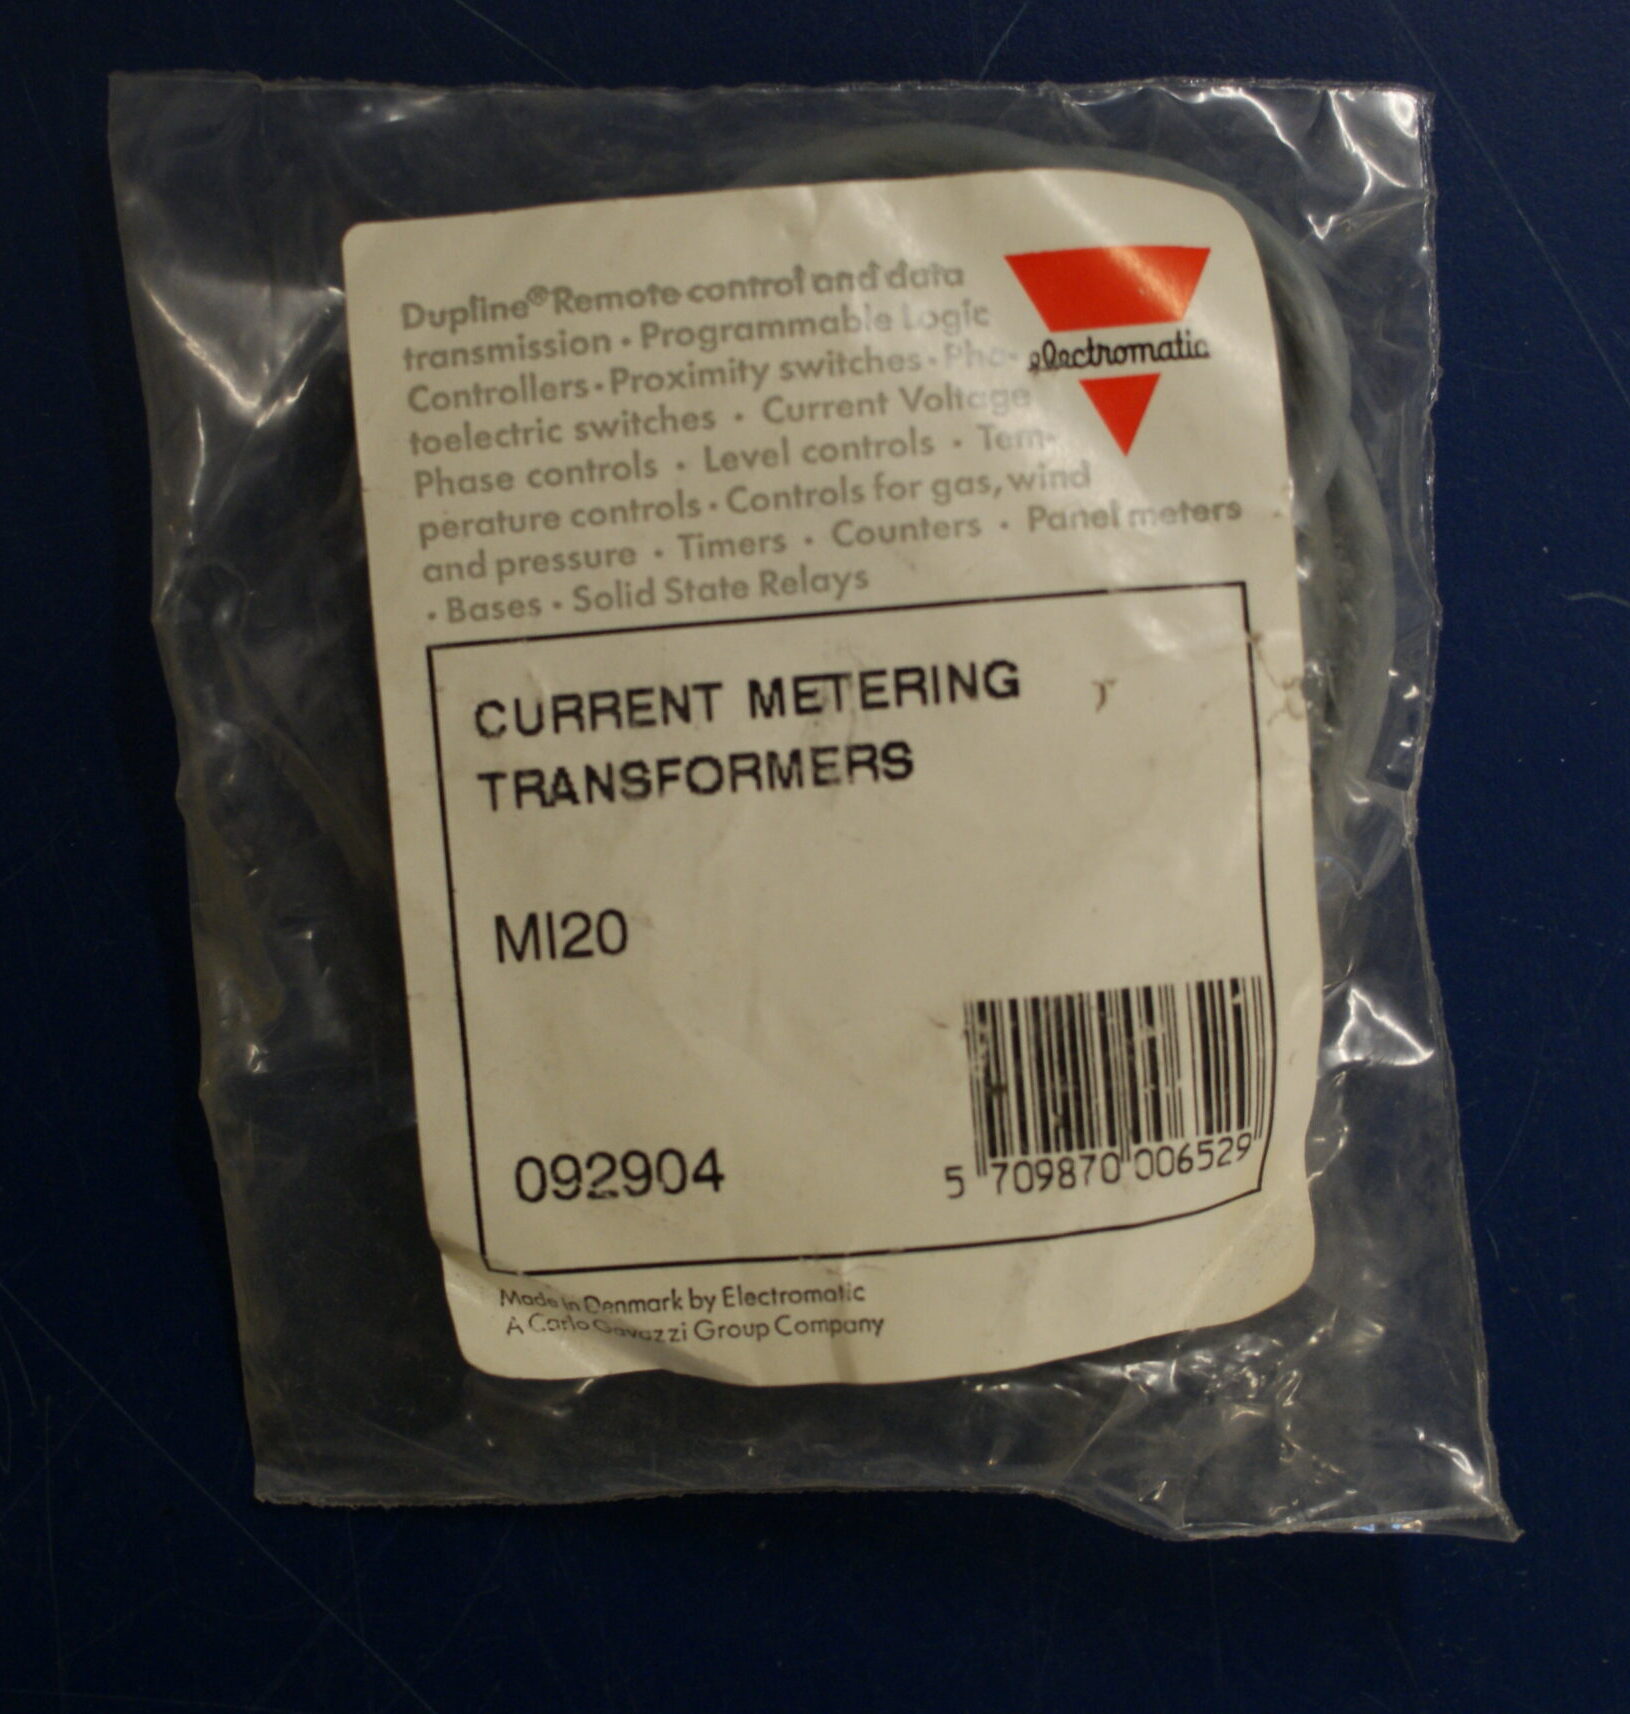 Dupline® Remote control and data
transmission • Programmable Logic
Controllers • Proximity switches • Pho-
toelectric switches • Current Voltage
Phase controls • Level controls • Tem-
perature controls • Controls for gas, wind
and pressure • Timers • Counters • Panel meters
• Bases • Solid State Relays
electromatic
CURRENT METERING
TRANSFORMERS
MI20
092904
5 709870 006529
Made in Denmark by Electromatic
A Carlo Gavazzi Group Company